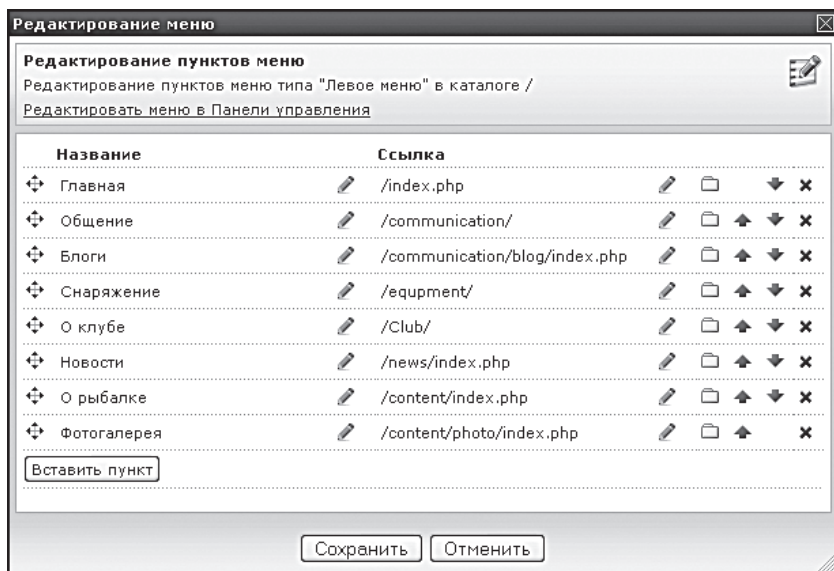 Редактирование меню
Редактирование пунктов меню
Редактирование пунктов меню типа "Левое меню" в каталоге /
Редактировать меню в Панели управления
Название Ссылка
Главная /index.php
Общение /communication/
Блоги /communication/blog/index.php
Снаряжение /equpment/
О клубе /Club/
Новости /news/index.php
О рыбалке /content/index.php
Фотогалерея /content/photo/index.php
Вставить пункт
Сохранить Отменить